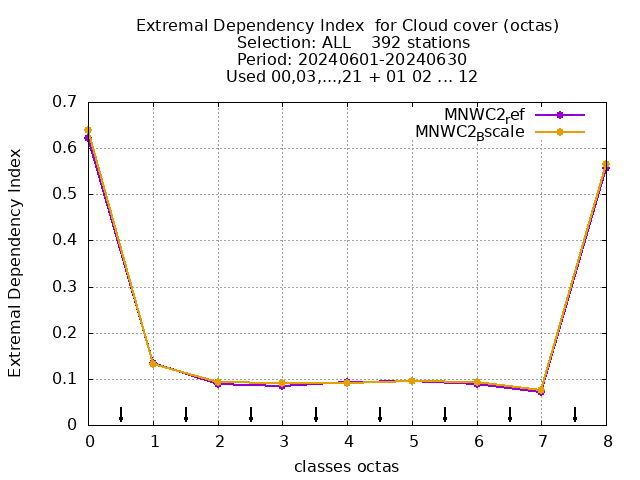 Extremal Dependency Index  for Cloud cover (octas)
Selection: ALL    392 stations
Period: 20240601-20240630
Used 00,03,...,21 + 01 02 ... 12
MNWC2ref
MNWC2Bscale
Extremal Dependency Index
0.7
0.6
0.5
0.4
0.3
0.2
0.1
0
0 1 2 3 4 5 6 7 8
classes octas